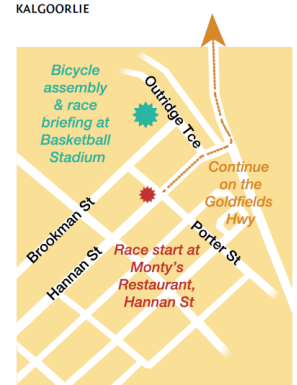 KALGOORLIE
Bicycle
assembly
& race
briefing at
Basketball
Stadium
Outridge Tce
Continue
on the
Goldfields
Hwy
Brookman St
Hannan St
Porter St
Race start at
Monty's
Restaurant,
Hannan St